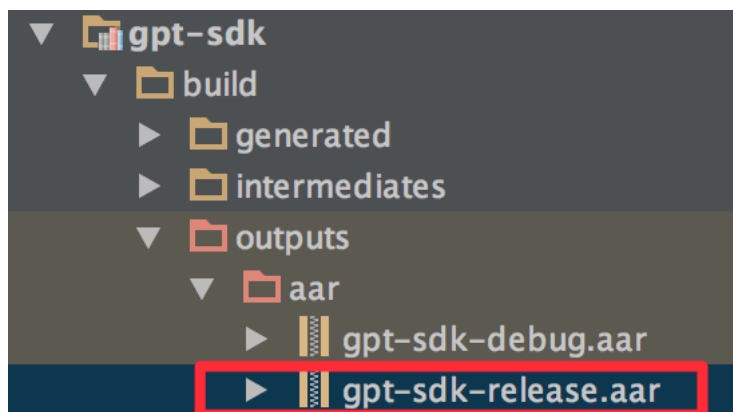 gpt-sdk
build
generated
intermediates
outputs
aar
gpt-sdk-debug.aar
gpt-sdk-release.aar